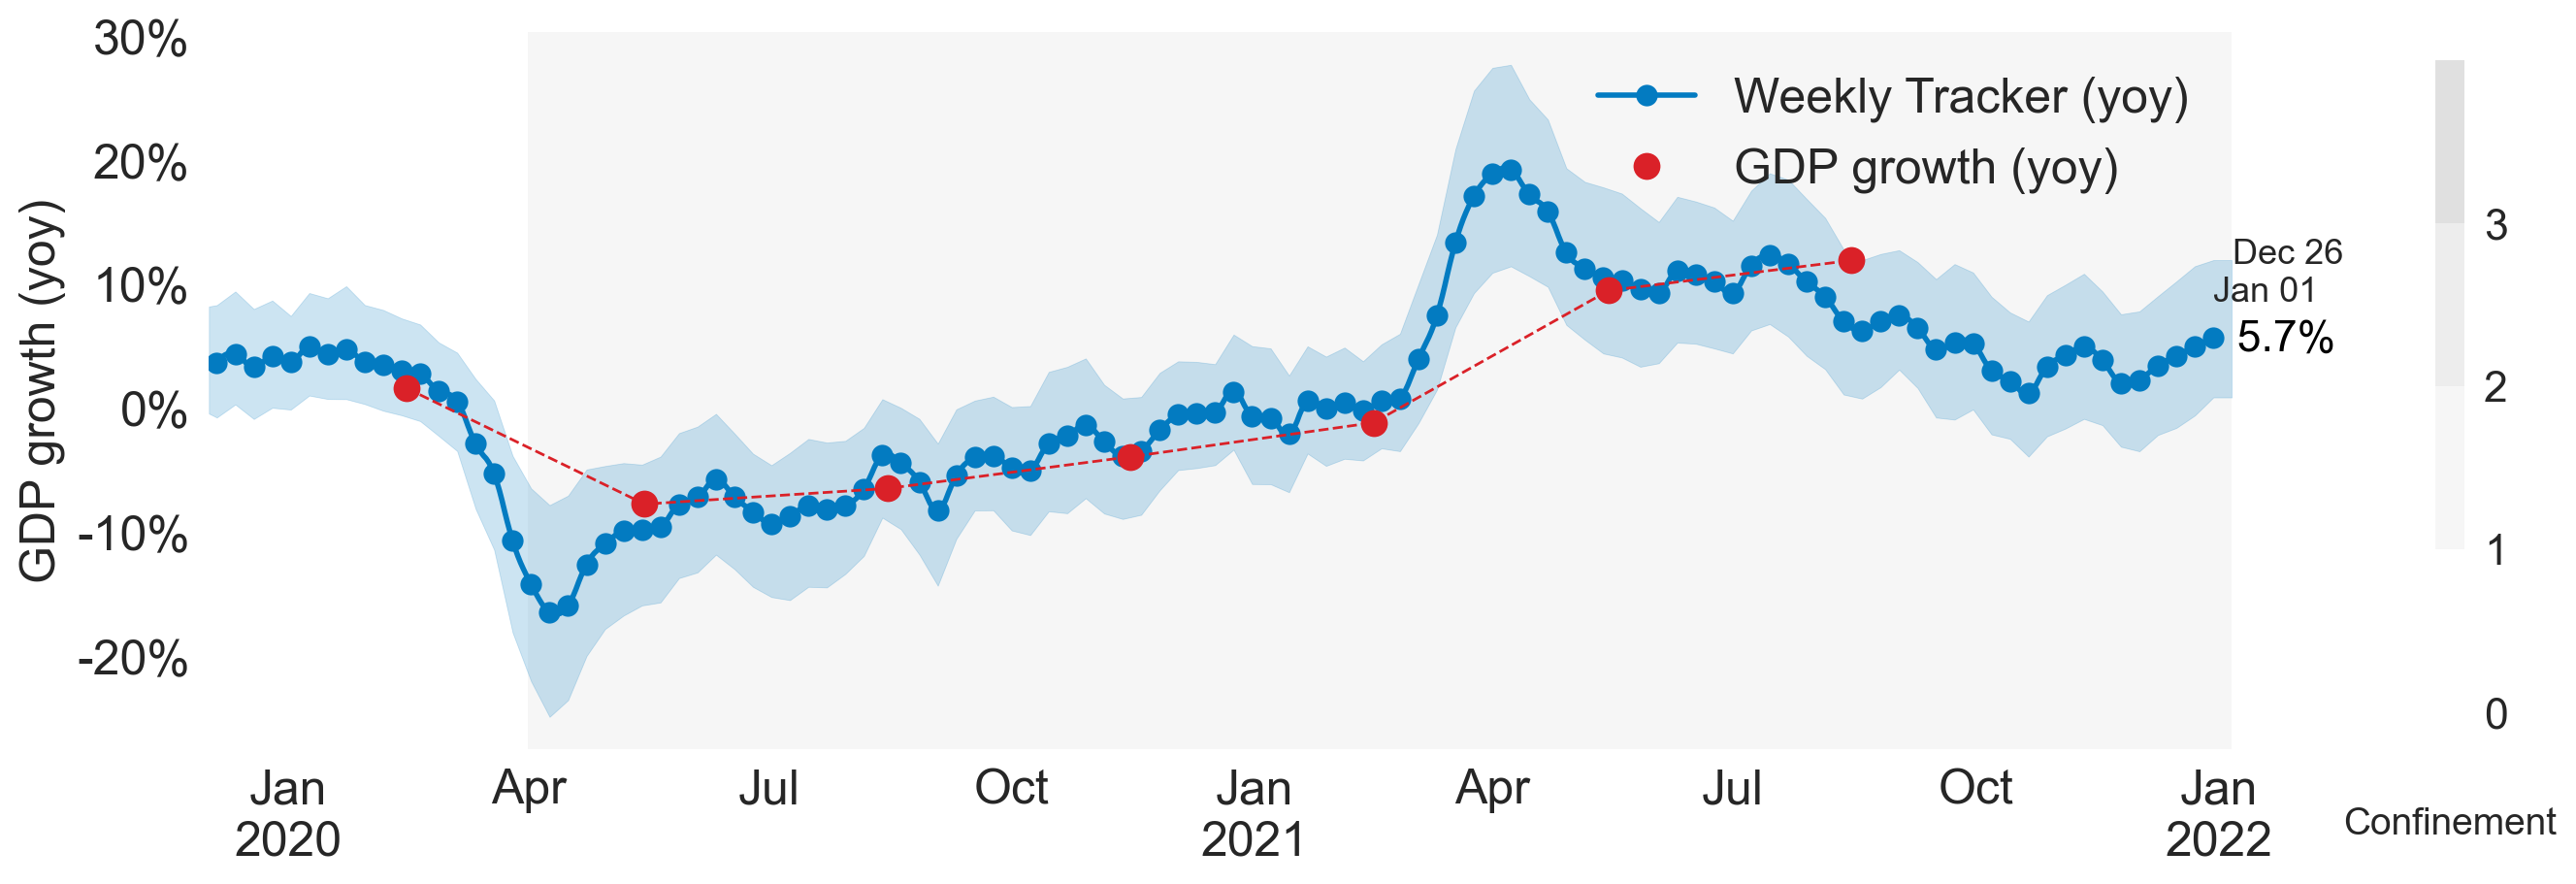 30%
20%
10%
0%
-10%
-20%
GDP growth (yoy)
Weekly Tracker (yoy)
GDP growth (yoy)
Dec 26
Jan 01
5.7%
3
2
1
0
Confinement
Jan Apr Jul Oct Jan Apr Jul Oct Jan
2020 2021 2022